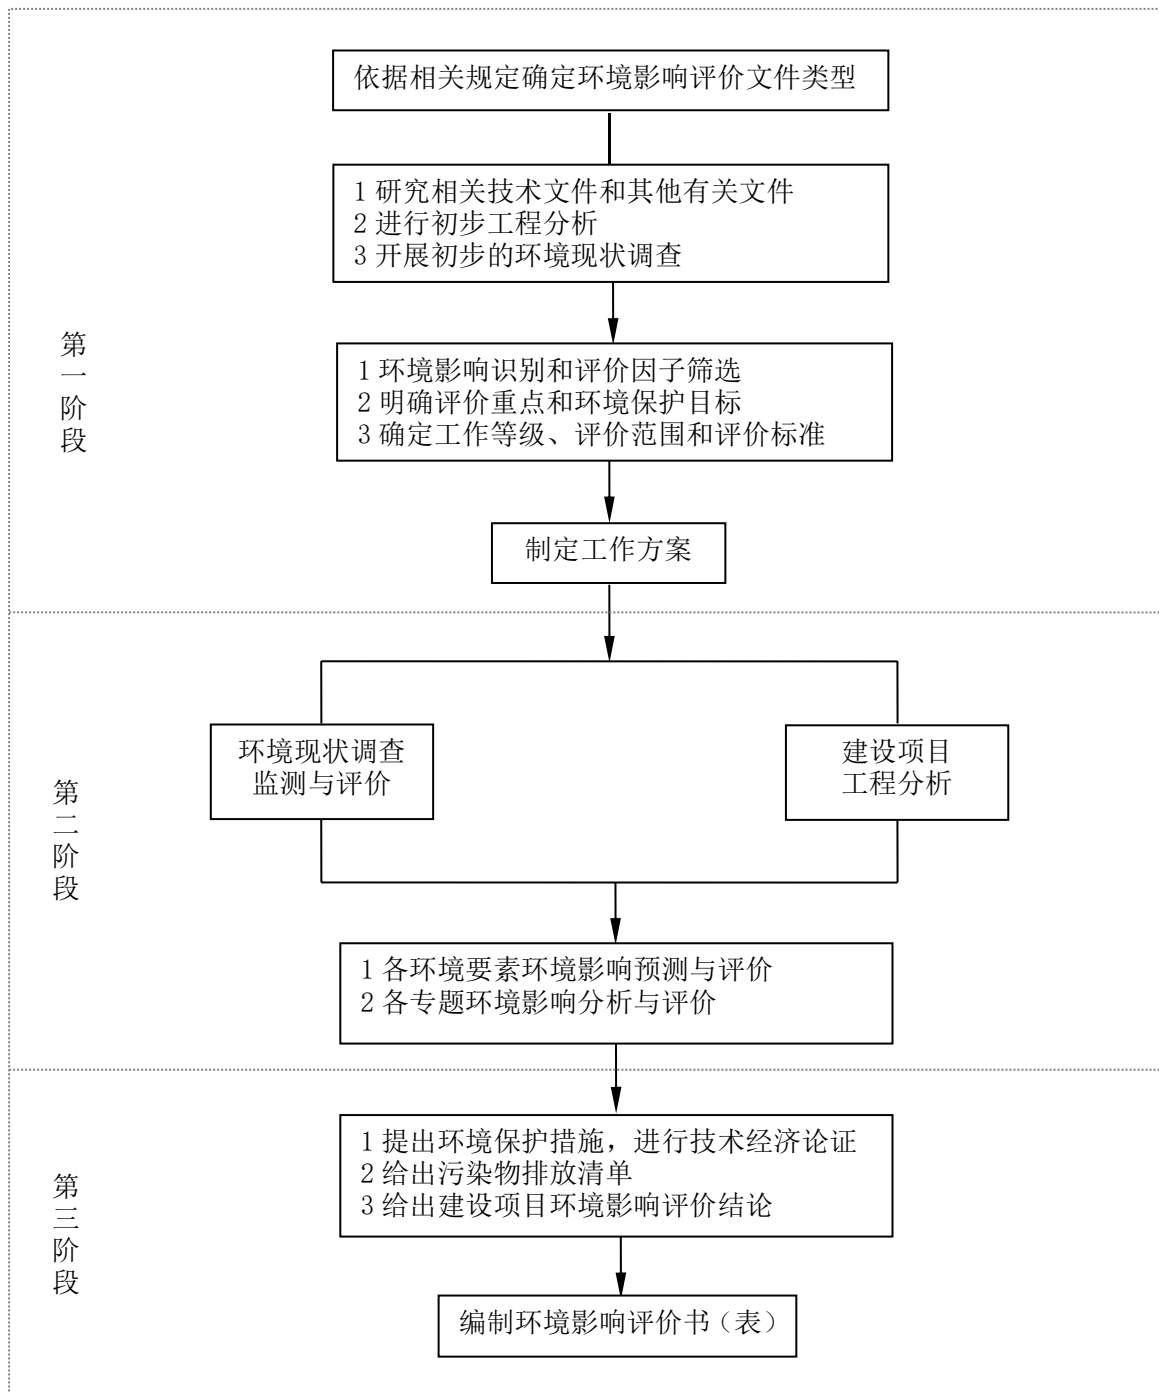 依据相关规定确定环境影响评价文件类型
1 研究相关技术文件和其他有关文件
2 进行初步工程分析
3 开展初步的环境现状调查
第一阶段
1 环境影响识别和评价因子筛选
2 明确评价重点和环境保护目标
3 确定工作等级、评价范围和评价标准
制定工作方案
环境现状调查
监测与评价
建设项目
工程分析
第二阶段
1 各环境要素环境影响预测与评价
2 各专题环境影响分析与评价
1 提出环境保护措施，进行技术经济论证
2 给出污染物排放清单
3 给出建设项目环境影响评价结论
第三阶段
编制环境影响评价书（表）